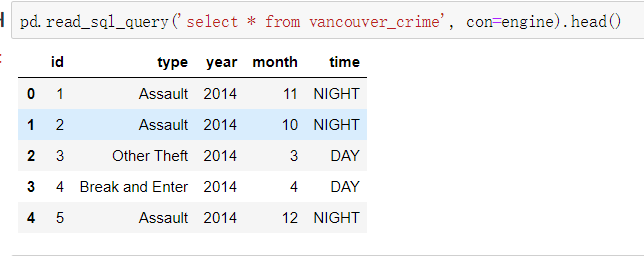 pd.read_sql_query('select * from vancouver_crime', con=engine).head()
id type year month time
0 1 Assault 2014 11 NIGHT
1 2 Assault 2014 10 NIGHT
2 3 Other Theft 2014 3 DAY
3 4 Break and Enter 2014 4 DAY
4 5 Assault 2014 12 NIGHT